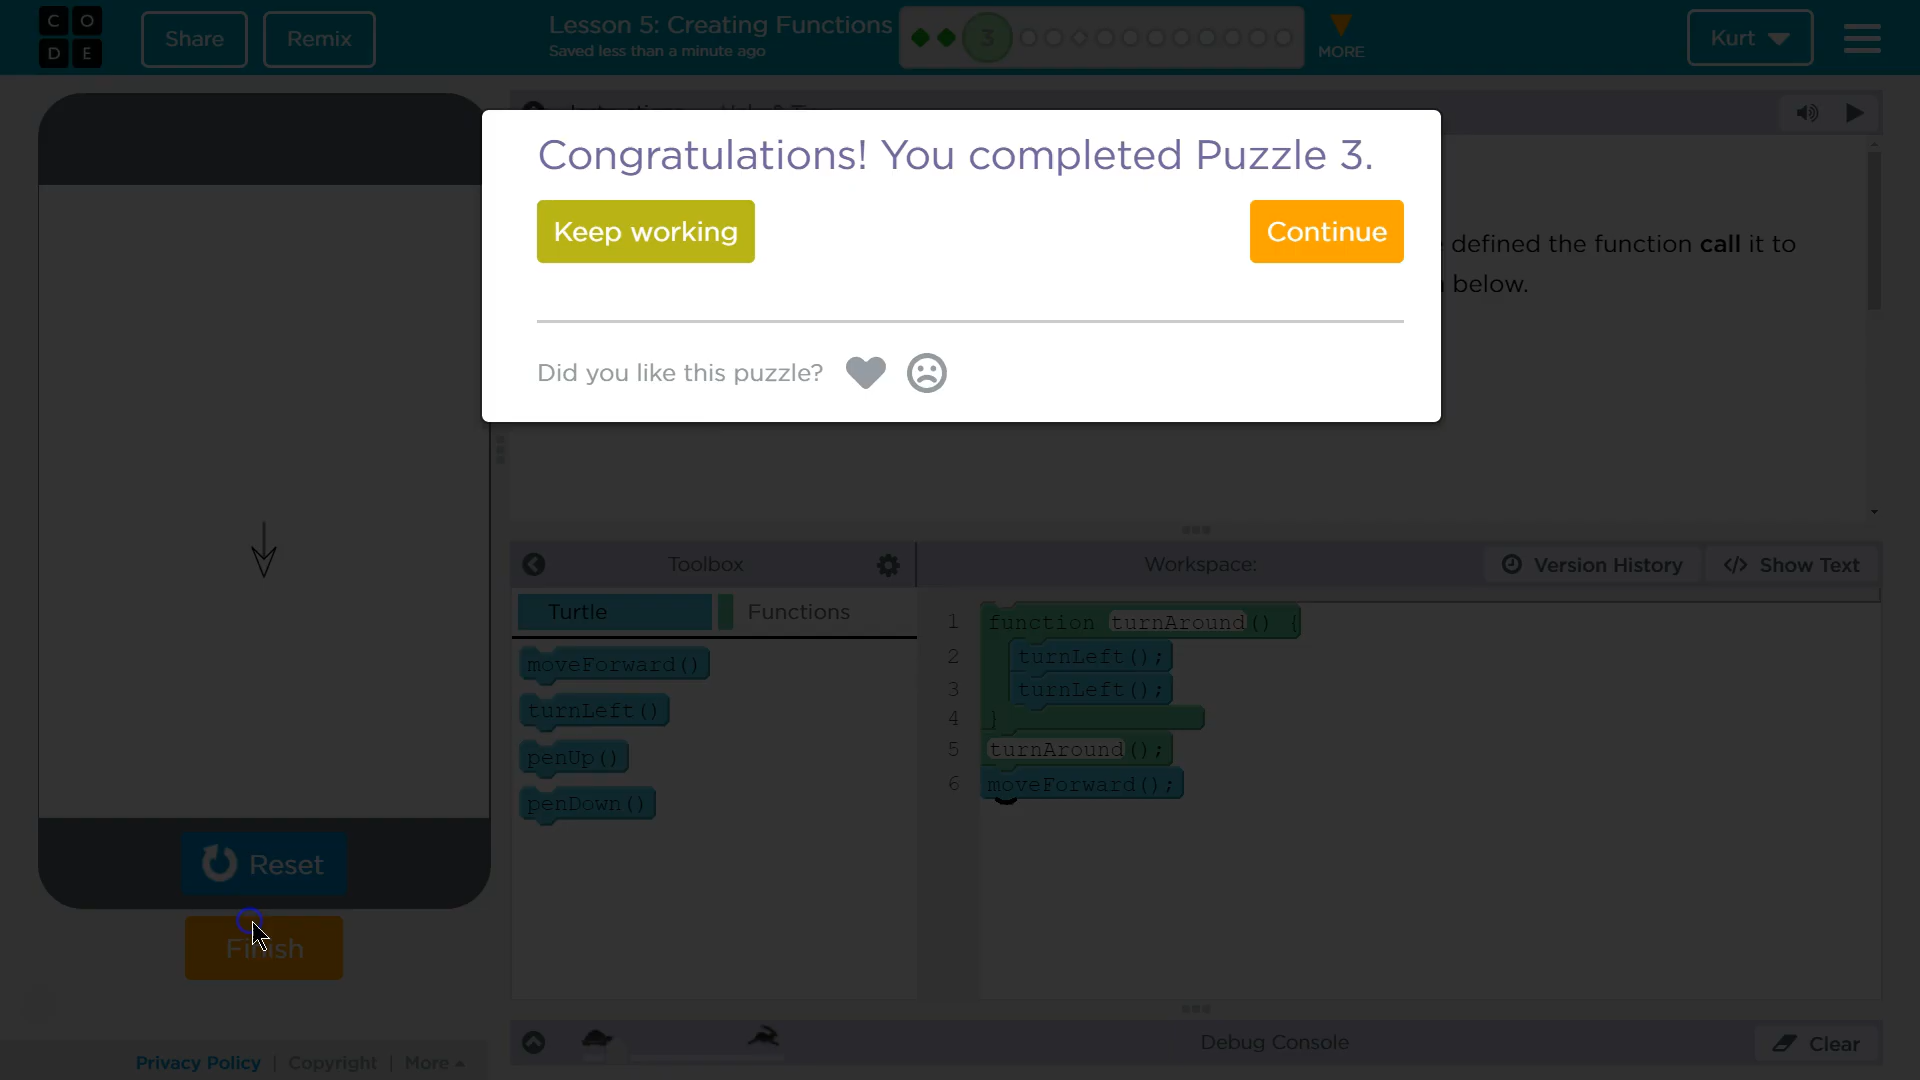 C O
D E
Share
Remix
Lesson 5: Creating Functions
Saved less than a minute ago
3
MORE
Kurt
Congratulations! You completed Puzzle 3.
Keep working
Continue
defined the function call it to
below.
Did you like this puzzle?
Toolbox
Workspace:
Version History
</> Show Text
Turtle
Functions
moveForward()
turnLeft()
penUp()
penDown()
1 function turnAround() {
2 turnLeft();
3 turnLeft();
4 }
5 turnAround();
6 moveForward();
Reset
Finish
Debug Console
Clear
Privacy Policy | Copyright | More